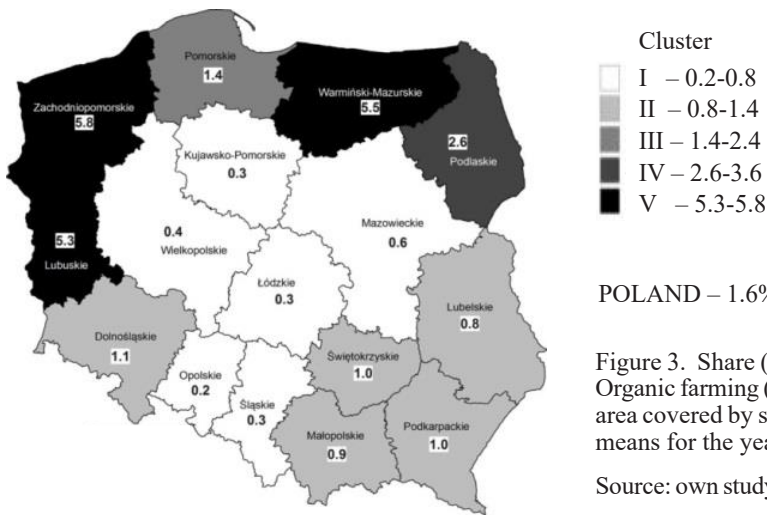 Pomorskie
1.4
Warmiński-Mazurskie
5.5
Zachodniopomorskie
5.8
2.6
Podlaskie
Kujawsko-Pomorskie
0.3
Mazowieckie
0.6
0.4
Wielkopolskie
5.3
Lubuskie
Łódzkie
0.3
Lubelskie
0.8
Dolnośląskie
1.1
Świętokrzyskie
1.0
Opolskie
0.2
Śląskie
0.3
Małopolskie
0.9
Podkarpackie
1.0
Cluster
I – 0.2-0.8
II – 0.8-1.4
III – 1.4-2.4
IV – 2.6-3.6
V – 5.3-5.8
POLAND – 1.6%
Figure 3. Share (
Organic farming (
area covered by s
means for the yea
Source: own study